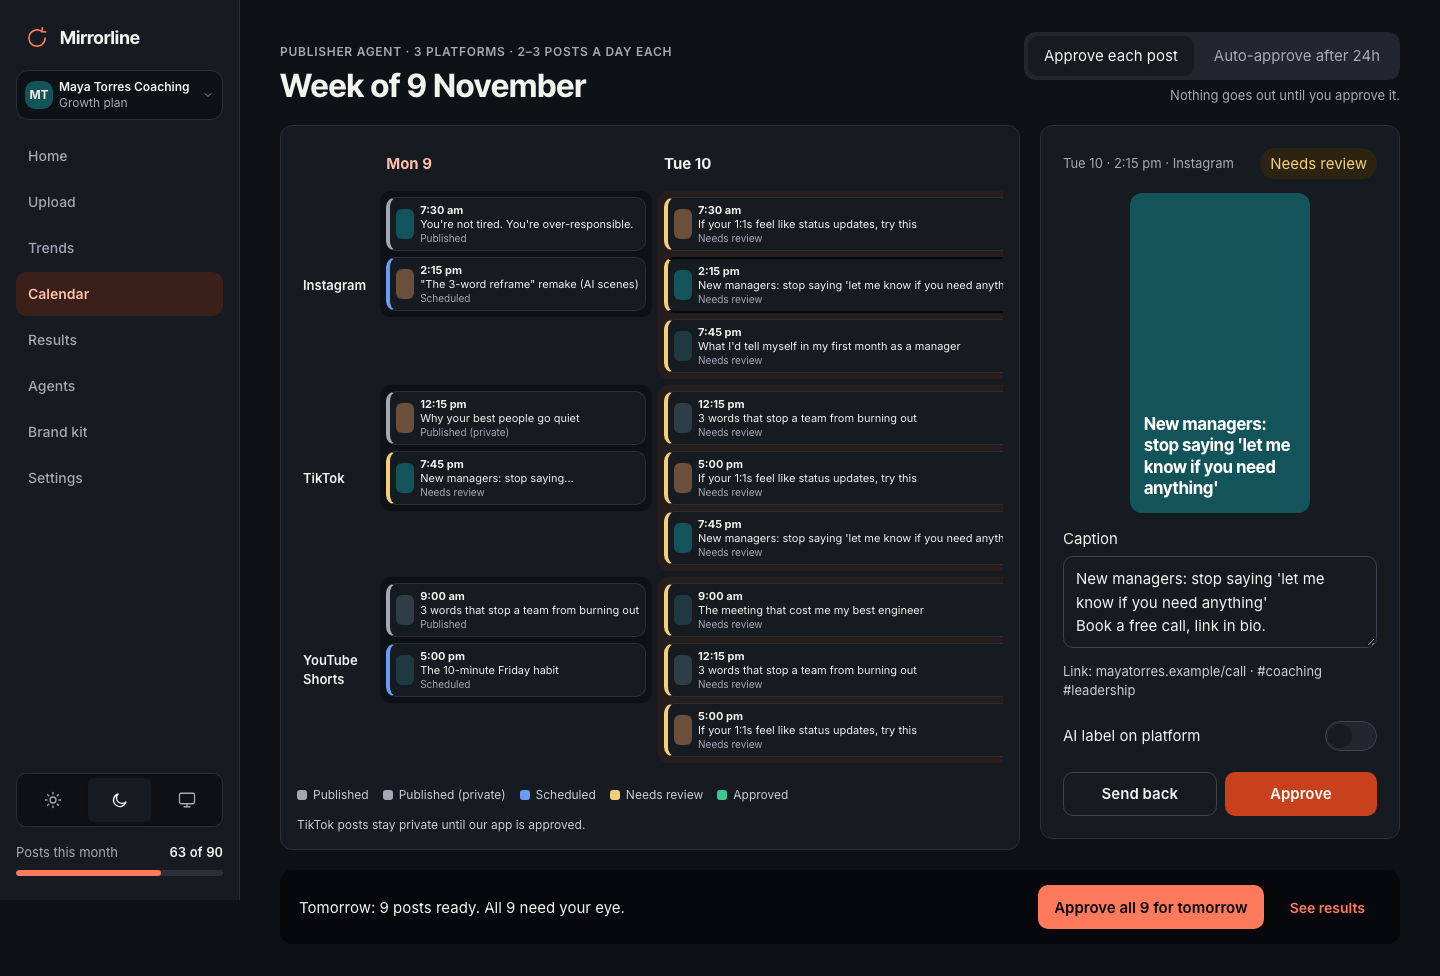 Mirrorline
MT
Maya Torres Coaching
Growth plan
Home
Upload
Trends
Calendar
Results
Agents
Brand kit
Settings
Posts this month
63 of 90
PUBLISHER AGENT · 3 PLATFORMS · 2–3 POSTS A DAY EACH
Week of 9 November
Approve each post
Auto-approve after 24h
Nothing goes out until you approve it.
Mon 9
Tue 10
Instagram
7:30 am
You're not tired. You're over-responsible.
Published
2:15 pm
"The 3-word reframe" remake (AI scenes)
Scheduled
7:30 am
If your 1:1s feel like status updates, try this
Needs review
2:15 pm
New managers: stop saying 'let me know if you need anyth
Needs review
7:45 pm
What I'd tell myself in my first month as a manager
Needs review
TikTok
12:15 pm
Why your best people go quiet
Published (private)
7:45 pm
New managers: stop saying...
Needs review
12:15 pm
3 words that stop a team from burning out
Needs review
5:00 pm
If your 1:1s feel like status updates, try this
Needs review
7:45 pm
New managers: stop saying 'let me know if you need anyth
Needs review
YouTube
Shorts
9:00 am
3 words that stop a team from burning out
Published
5:00 pm
The 10-minute Friday habit
Scheduled
9:00 am
The meeting that cost me my best engineer
Needs review
12:15 pm
3 words that stop a team from burning out
Needs review
5:00 pm
If your 1:1s feel like status updates, try this
Needs review
Published
Published (private)
Scheduled
Needs review
Approved
TikTok posts stay private until our app is approved.
Tue 10 · 2:15 pm · Instagram
Needs review
New managers:
stop saying 'let me
know if you need
anything'
Caption
New managers: stop saying 'let me
know if you need anything'
Book a free call, link in bio.
Link: mayatorres.example/call · #coaching
#leadership
AI label on platform
Send back
Approve
Tomorrow: 9 posts ready. All 9 need your eye.
Approve all 9 for tomorrow
See results